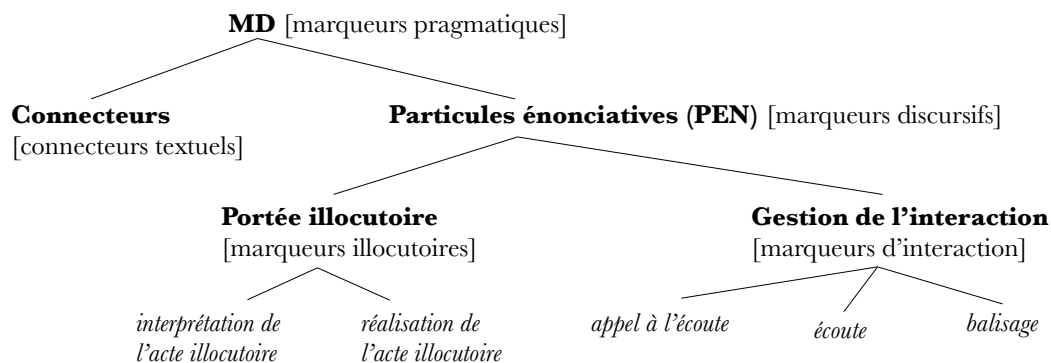 MD [marqueurs pragmatiques]
Connecteurs
[connecteurs textuels]
Particules énonciatives (PEN) [marqueurs discursifs]
Portée illocutoire
[marqueurs illocutoires]
Gestion de l'interaction
[marqueurs d'interaction]
interprétation de
l'acte illocutoire
réalisation de
l'acte illocutoire
appel à l'écoute
écoute
balisage